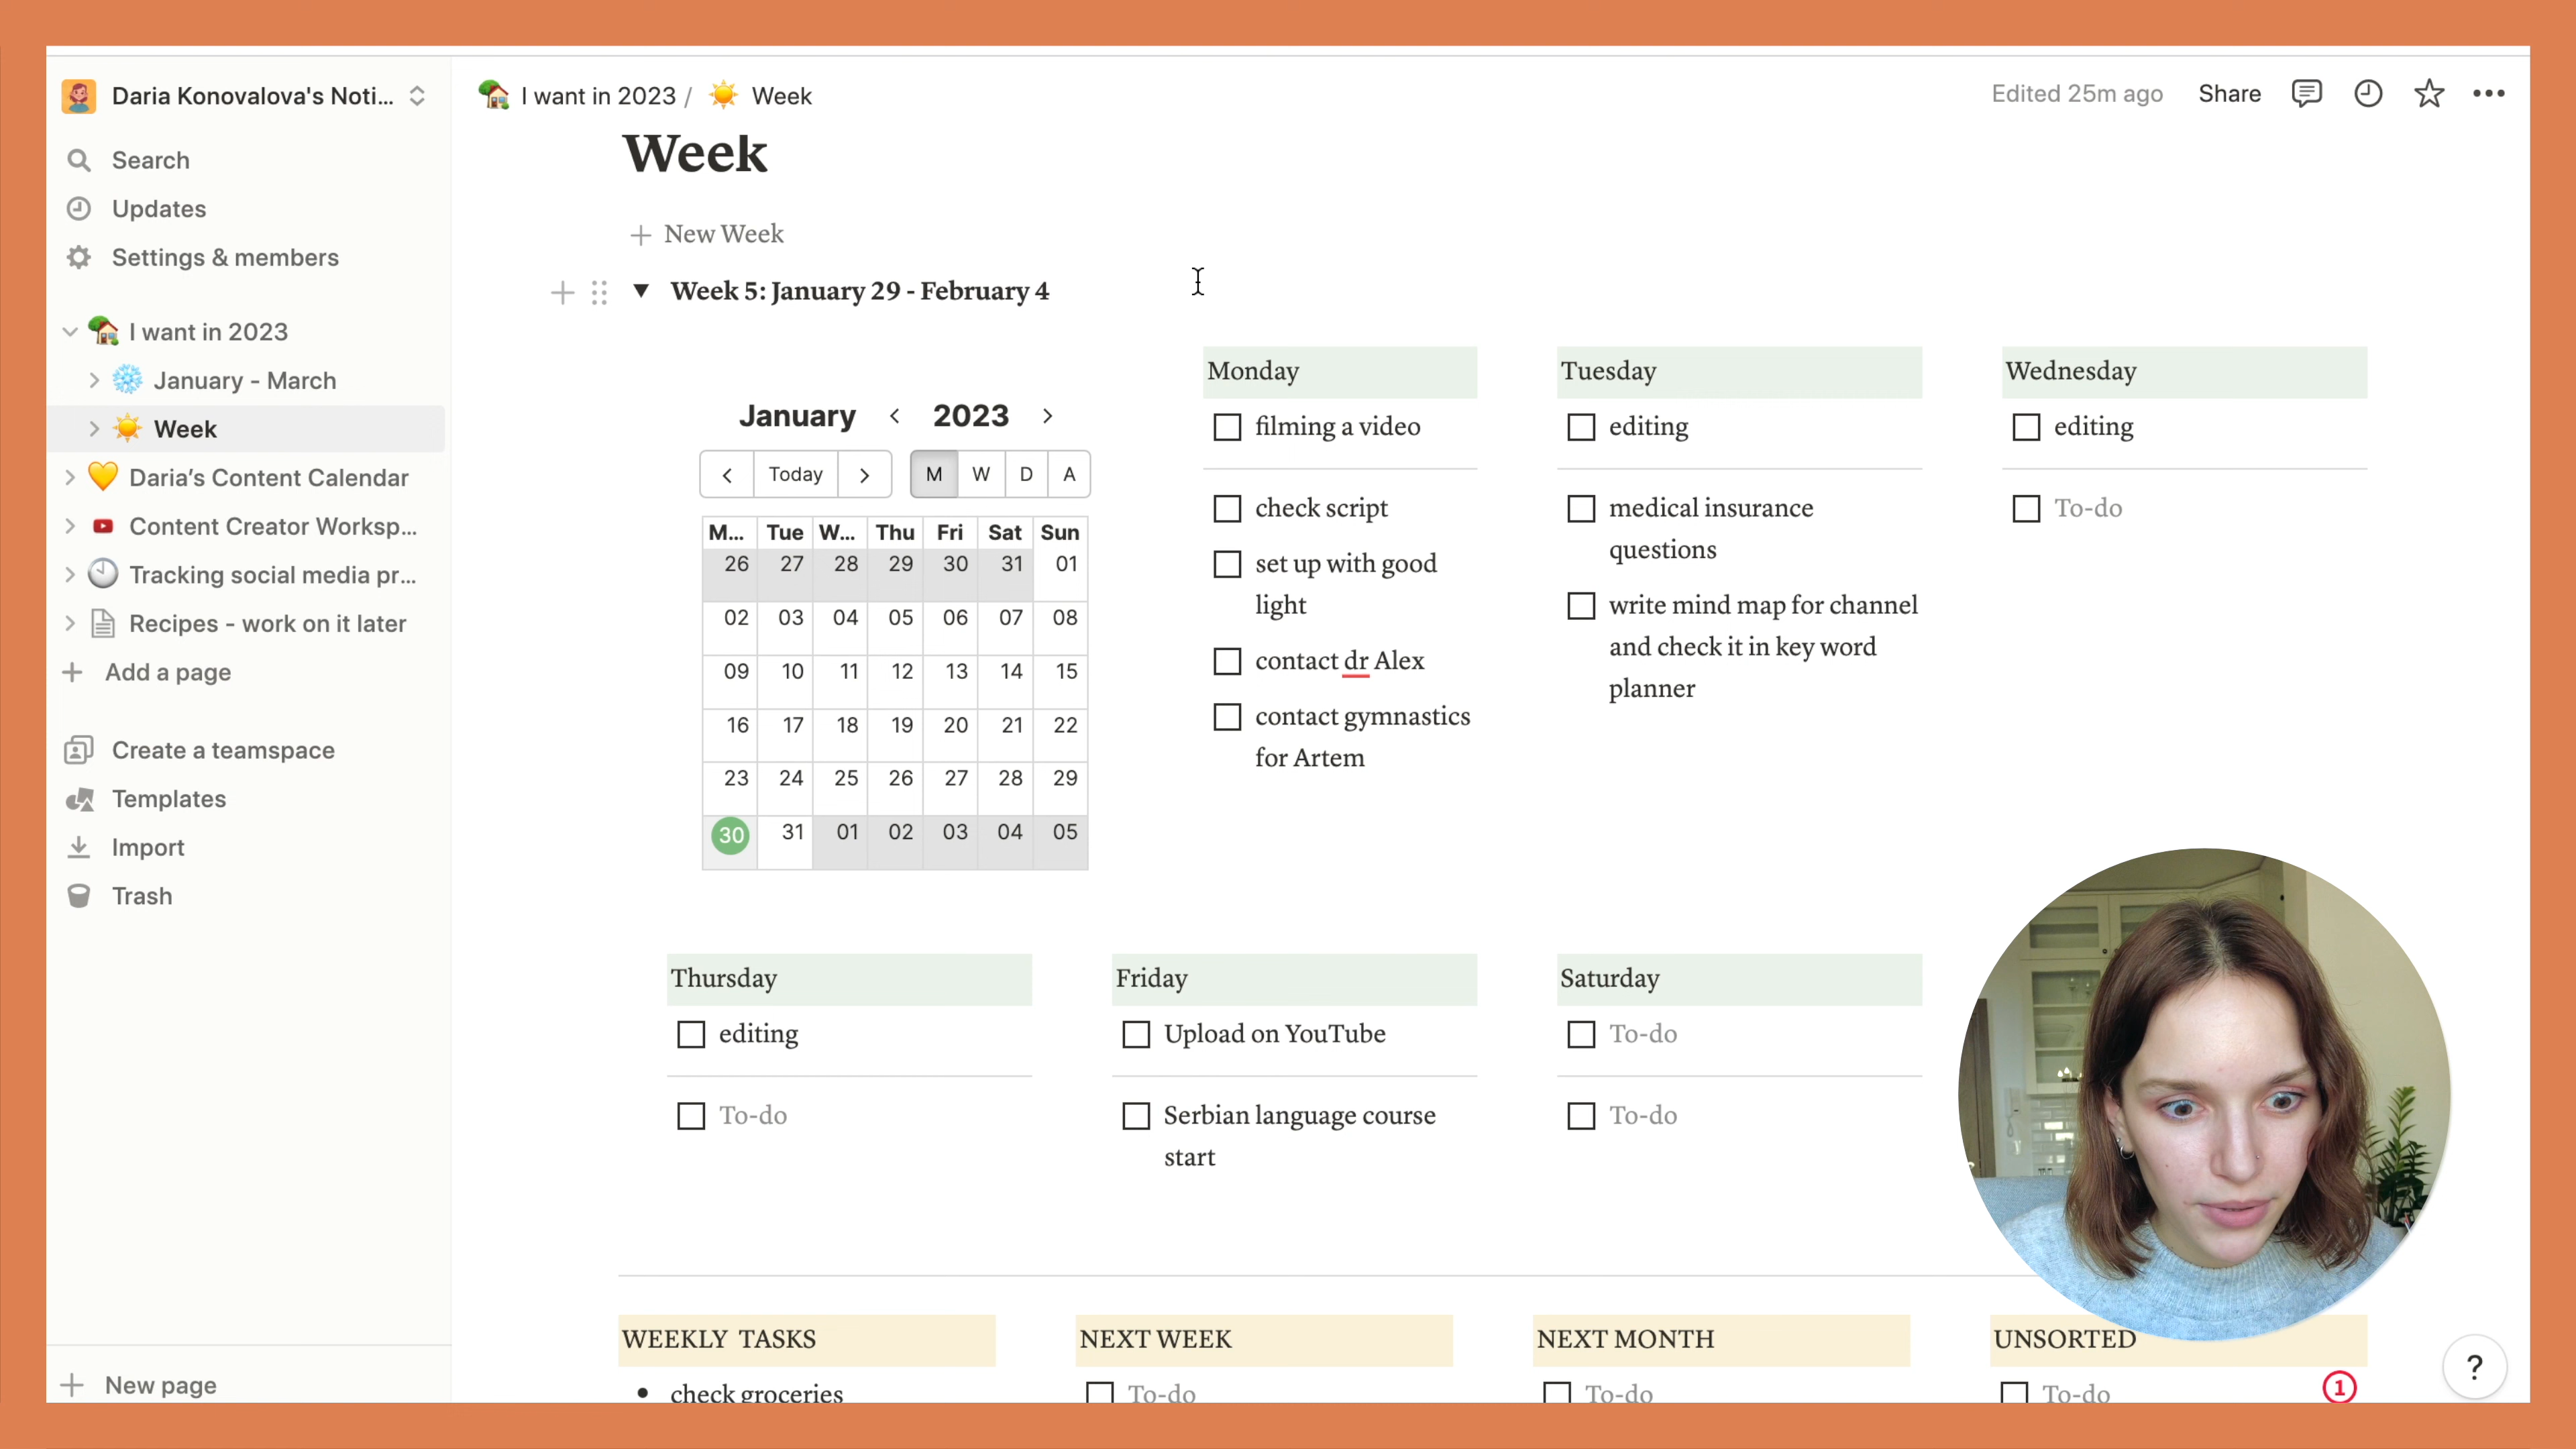 Daria Konovalova's Noti...
Search
Updates
Settings & members
I want in 2023
January - March
Week
Daria's Content Calendar
Content Creator Worksp...
Tracking social media pr...
Recipes - work on it later
Add a page
Create a teamspace
Templates
Import
Trash
New page
I want in 2023 / Week
Edited 25m ago Share
Week
New Week
Week 5: January 29 - February 4
January 2023
Today M W D A
M... Tue W... Thu Fri Sat Sun
26 27 28 29 30 31 01
02 03 04 05 06 07 08
09 10 11 12 13 14 15
16 17 18 19 20 21 22
23 24 25 26 27 28 29
30 31 01 02 03 04 05
Monday
filming a video
check script
set up with good
light
contact dr Alex
contact gymnastics
for Artem
Tuesday
editing
medical insurance
questions
write mind map for channel
and check it in key word
planner
Wednesday
editing
To-do
Thursday
editing
To-do
Friday
Upload on YouTube
Serbian language course
start
Saturday
To-do
To-do
WEEKLY TASKS
check groceries
NEXT WEEK
To-do
NEXT MONTH
To-do
UNSORTED
To-do
1
?